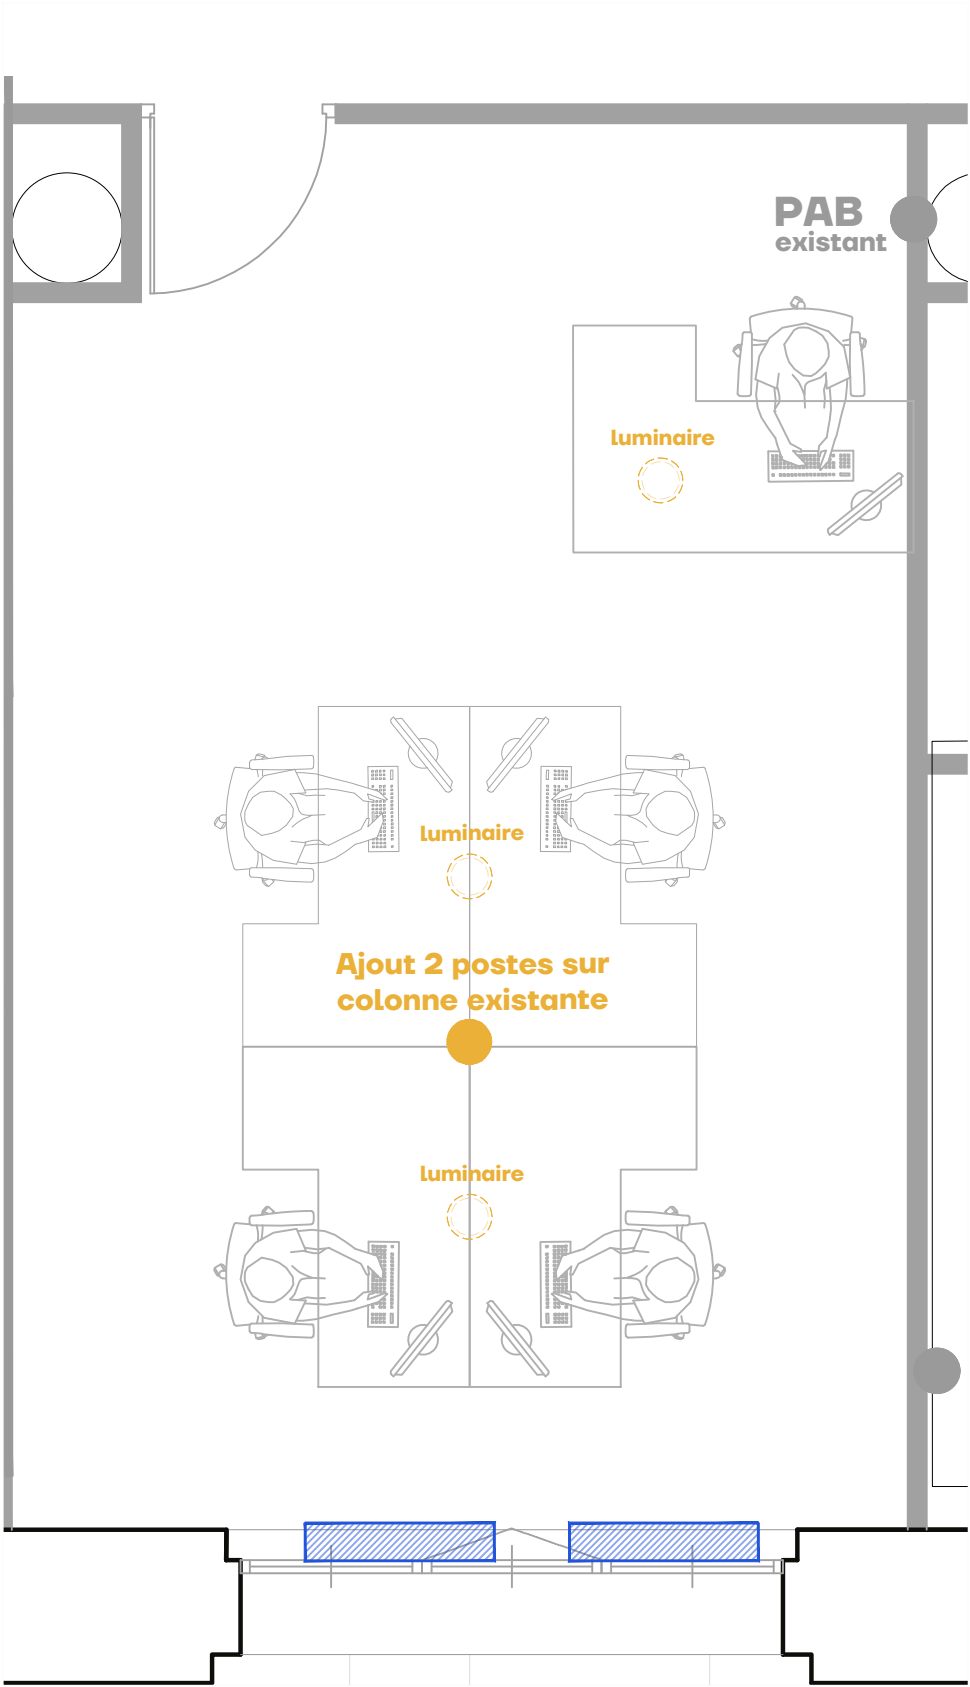 PAB
existant
Luminaire
Luminaire
Ajout 2 postes sur
colonne existante
Luminaire